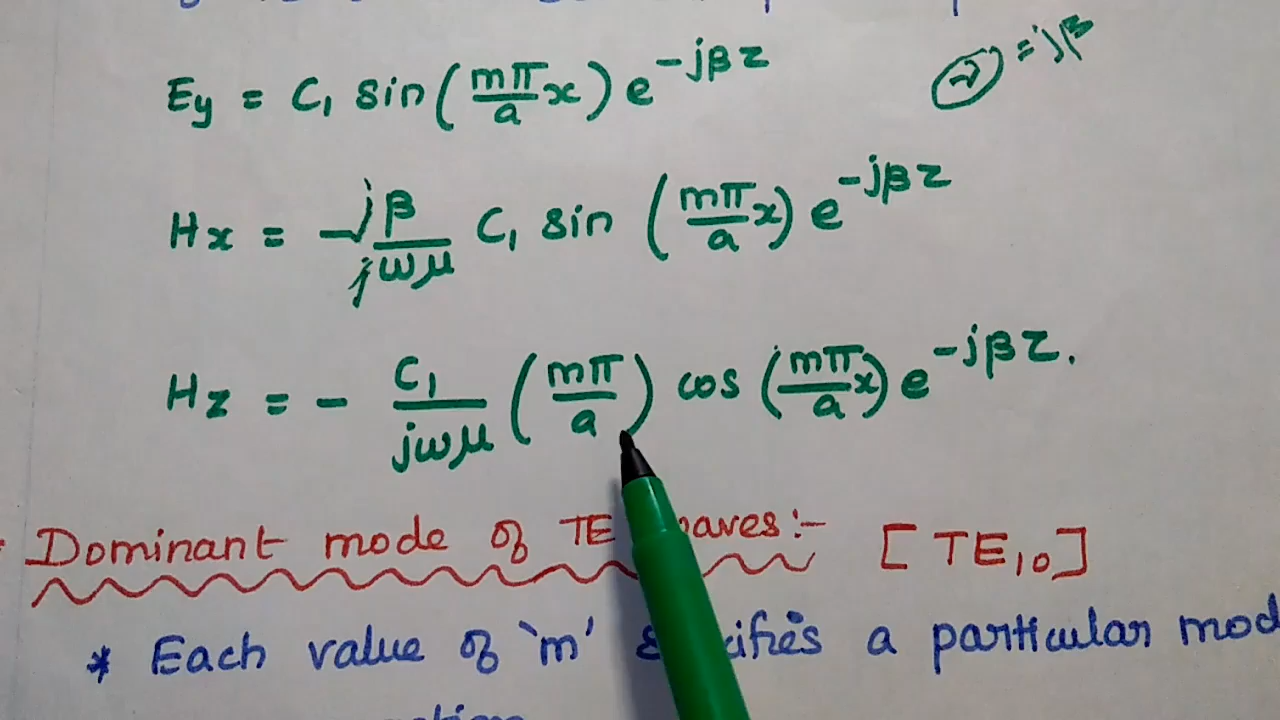 Ey = C₁ sin(mπ/a x) e^-jβz
γ = jβ
Hx = -jβ/jωμ C₁ sin (mπ/a x) e^-jβz
Hz = - C₁/jωμ (mπ/a) cos (mπ/a x) e^-jβz.
Dominant mode of TE waves:- [TE₁₀]
* Each value of 'm' specifies a particular mod